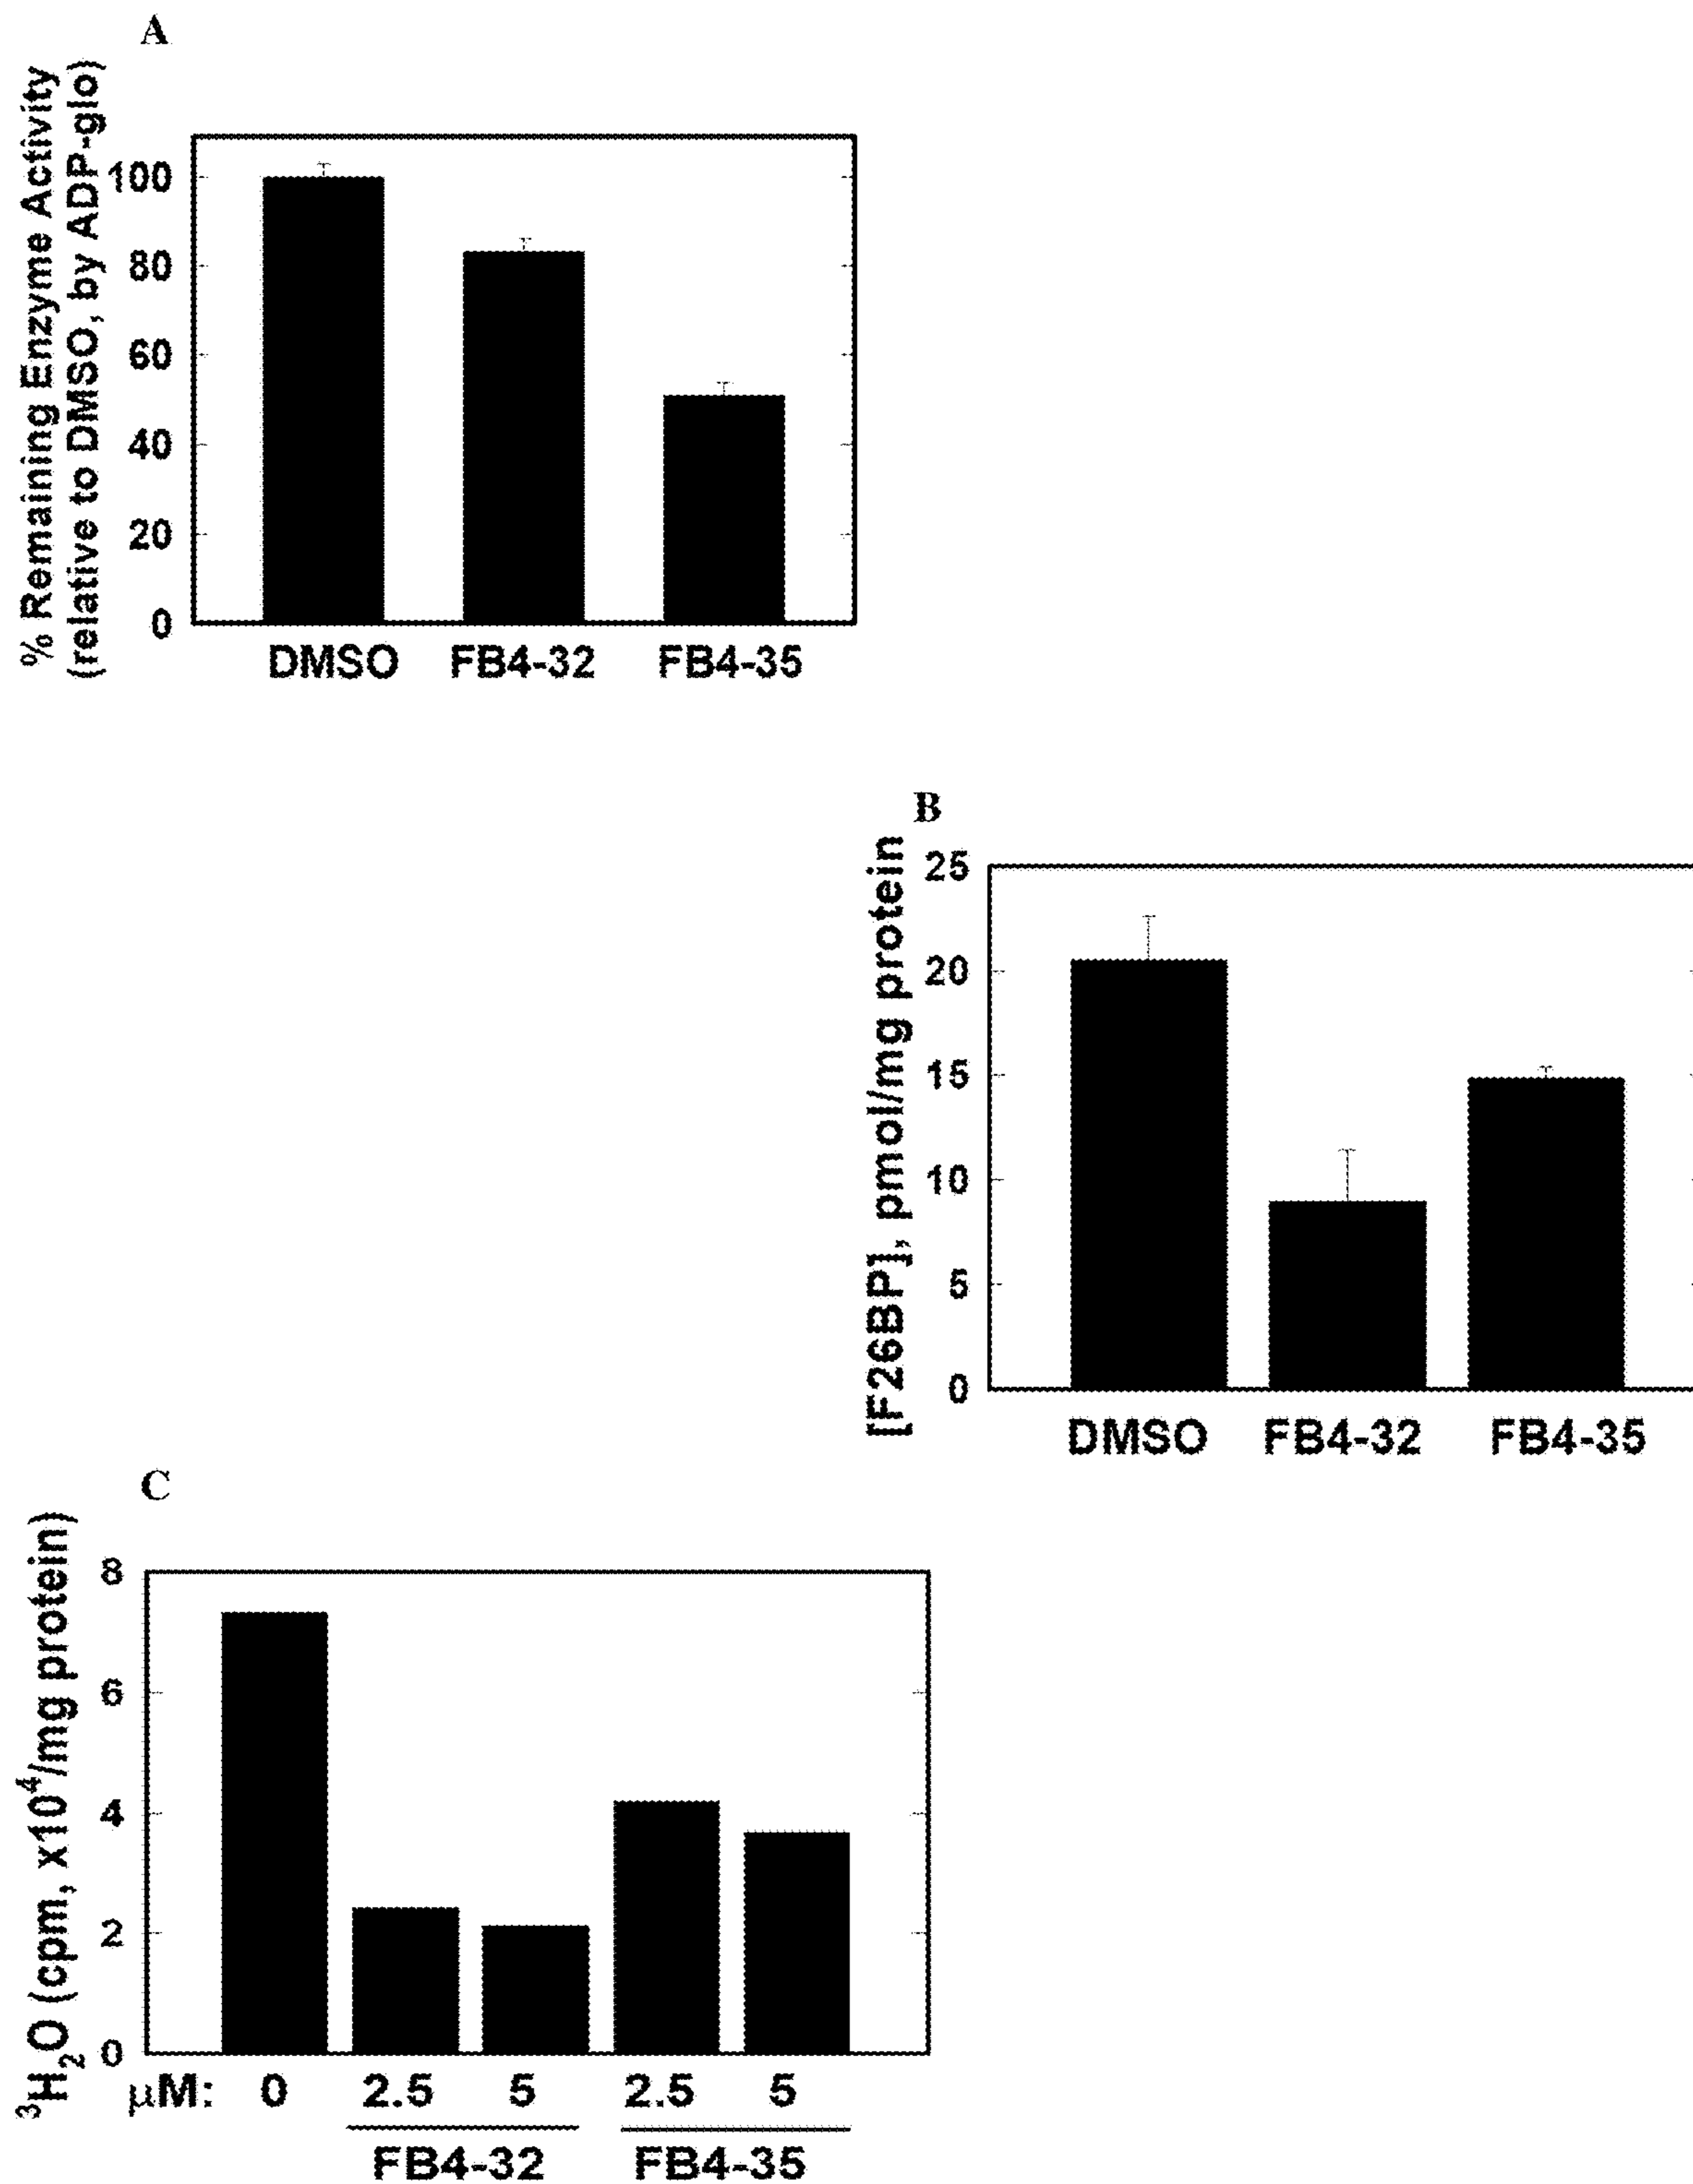 A
% Remaining Enzyme Activity
(relative to DMSO, by ADP-glo)
100
80
60
40
20
0
DMSO FB4-32 FB4-35
B
[F26BP], pmol/mg protein
25
20
15
10
5
0
DMSO FB4-32 FB4-35
C
³H₂O (cpm, x10⁴/mg protein)
8
6
4
2
0
µM: 0 2.5 5 2.5 5
FB4-32 FB4-35